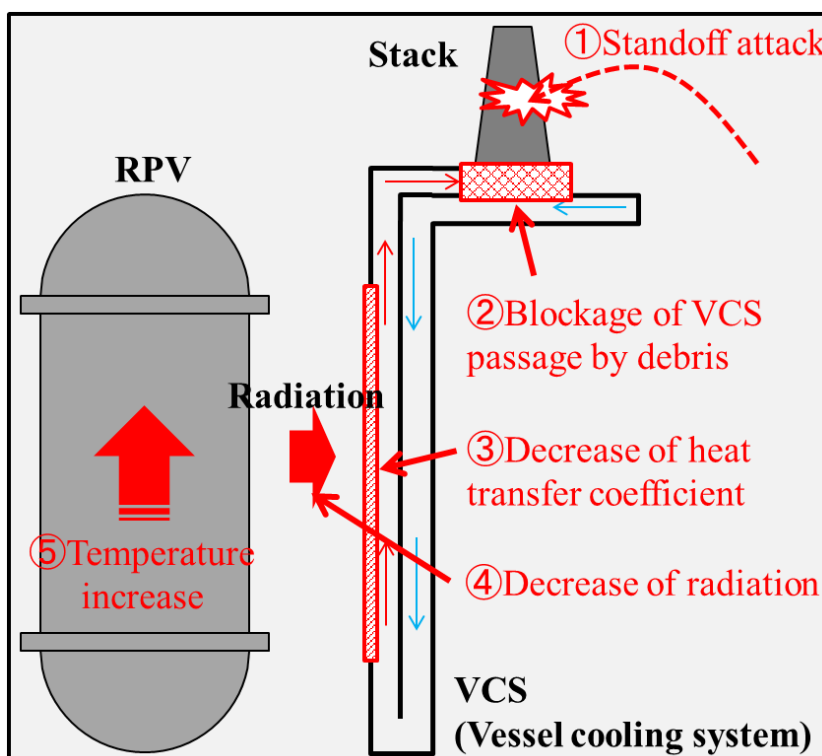 ①Standoff attack
Stack
RPV
②Blockage of VCS
passage by debris
Radiation
③Decrease of heat
transfer coefficient
⑤Temperature
increase
④Decrease of radiation
VCS
(Vessel cooling system)